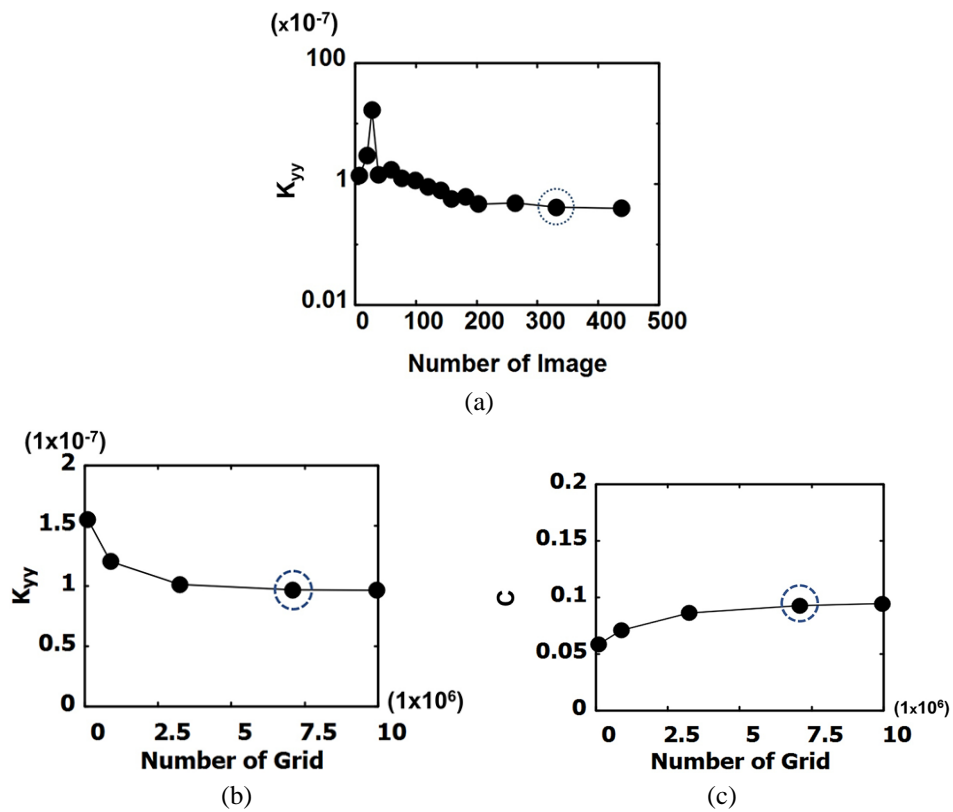 (x10⁻⁷)
100
K_yy
1
0.01
0 100 200 300 400 500
Number of Image
(a)
(1x10⁻⁷)
2
1.5
K_yy
1
0.5
0
0 2.5 5 7.5 10
(1x10⁶)
Number of Grid
(b)
0.2
0.15
C
0.1
0.05
0
0 2.5 5 7.5 10
(1x10⁶)
Number of Grid
(c)